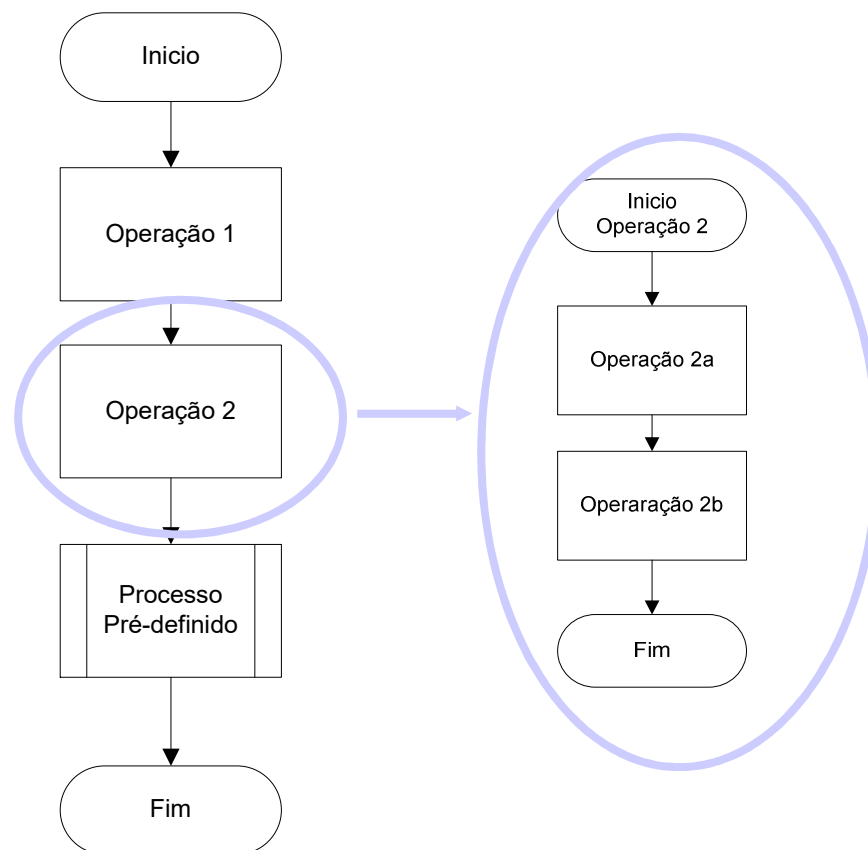 Inicio
Operação 1
Operação 2
Processo
Pré-definido
Fim
Inicio
Operação 2
Operação 2a
Operaração 2b
Fim